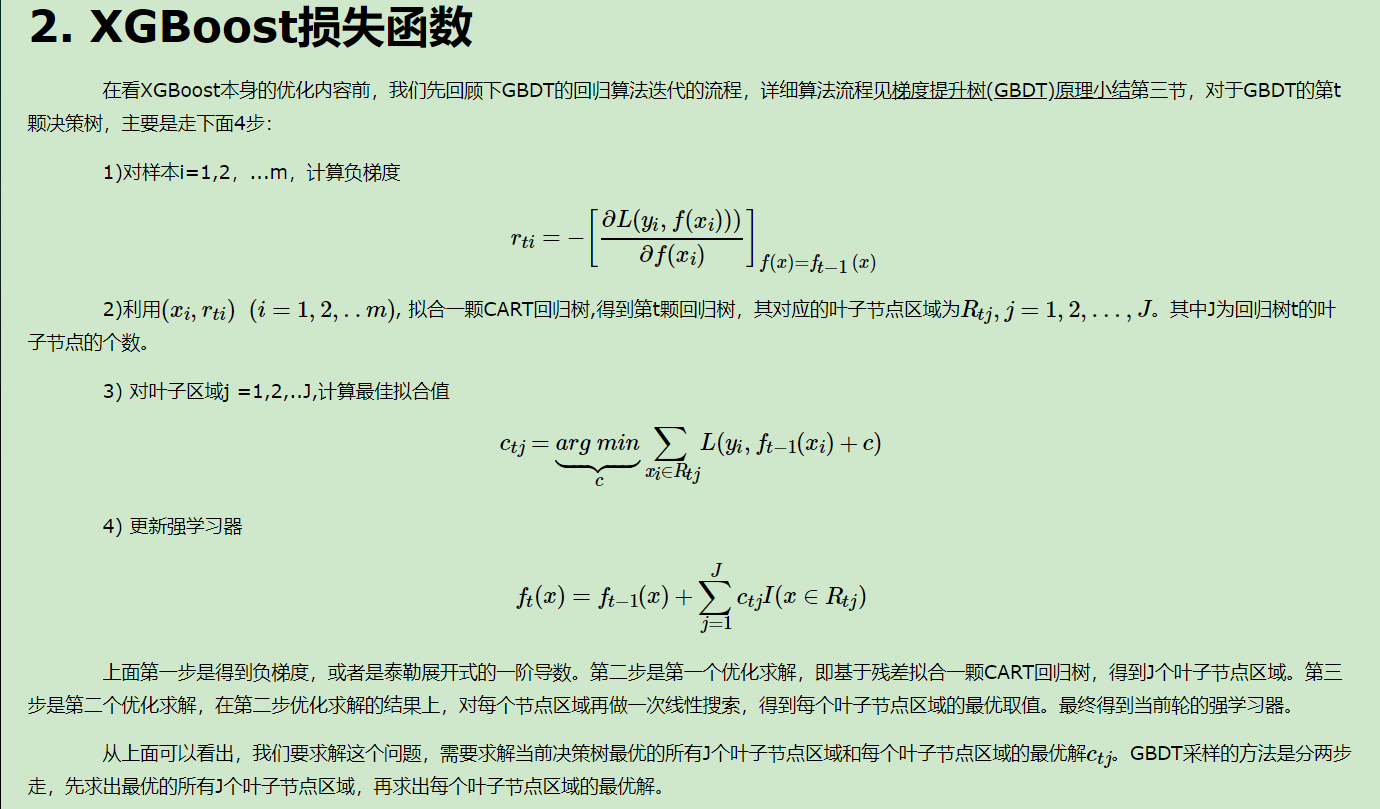 2. XGBoost损失函数
在看XGBoost本身的优化内容前，我们先回顾下GBDT的回归算法迭代的流程，详细算法流程见梯度提升树(GBDT)原理小结第三节，对于GBDT的第t
颗决策树，主要是走下面4步：
1)对样本i=1,2，...m，计算负梯度
r_{ti} = -[∂L(y_i, f(x_i)))/∂f(x_i)]_{f(x)=f_{t-1}(x)}
2)利用(x_i, r_{ti}) (i = 1, 2, . . m), 拟合一颗CART回归树,得到第t颗回归树，其对应的叶子节点区域为R_{tj}, j = 1, 2, . . . , J。其中J为回归树t的叶
子节点的个数。
3) 对叶子区域j =1,2,..J,计算最佳拟合值
c_{tj} = arg min_c ∑_{x_i∈R_{tj}} L(y_i, f_{t-1}(x_i) + c)
4) 更新强学习器
f_t(x) = f_{t-1}(x) + ∑_{j=1}^{J} c_{tj}I(x ∈ R_{tj})
上面第一步是得到负梯度，或者是泰勒展开式的一阶导数。第二步是第一个优化求解，即基于残差拟合一颗CART回归树，得到J个叶子节点区域。第三
步是第二个优化求解，在第二步优化求解的结果上，对每个节点区域再做一次线性搜索，得到每个叶子节点区域的最优取值。最终得到当前轮的强学习器。
从上面可以看出，我们要求解这个问题，需要求解当前决策树最优的所有J个叶子节点区域和每个叶子节点区域的最优解c_{tj}。GBDT采样的方法是分两步
走，先求出最优的所有J个叶子节点区域，再求出每个叶子节点区域的最优解。